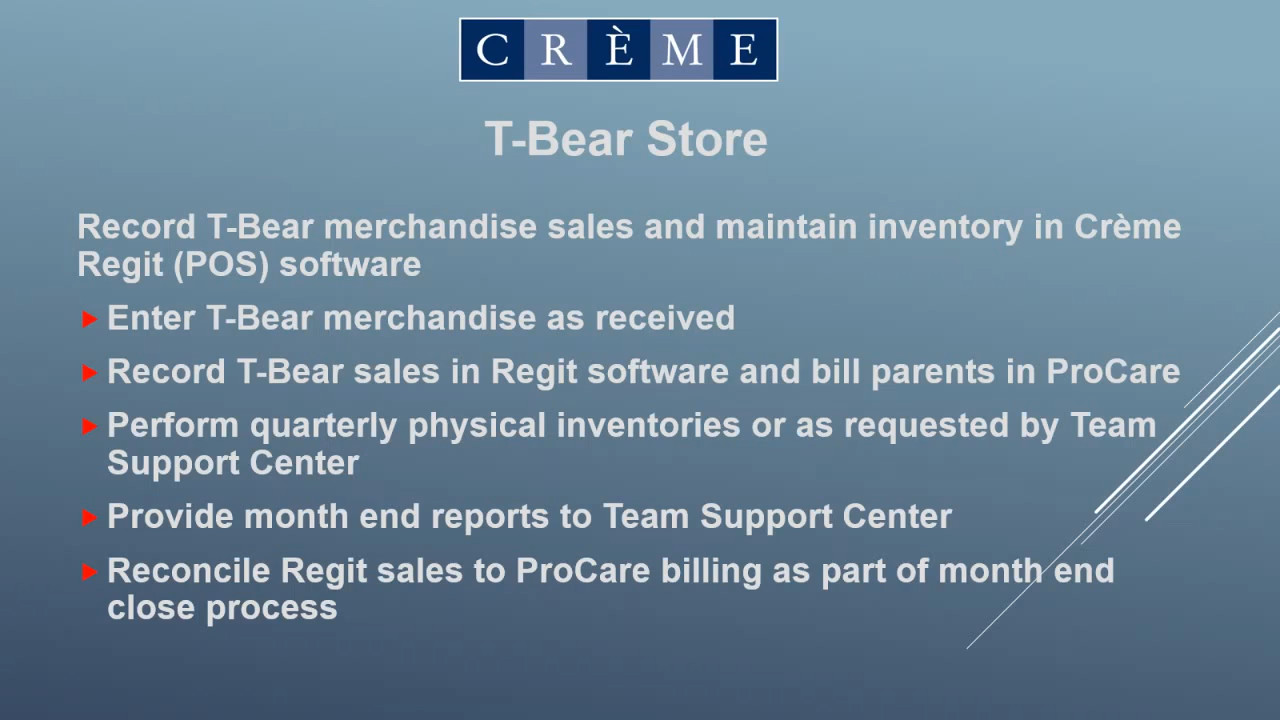 CRÈME
T-Bear Store
Record T-Bear merchandise sales and maintain inventory in Crème
Regit (POS) software
Enter T-Bear merchandise as received
Record T-Bear sales in Regit software and bill parents in ProCare
Perform quarterly physical inventories or as requested by Team
Support Center
Provide month end reports to Team Support Center
Reconcile Regit sales to ProCare billing as part of month end
close process